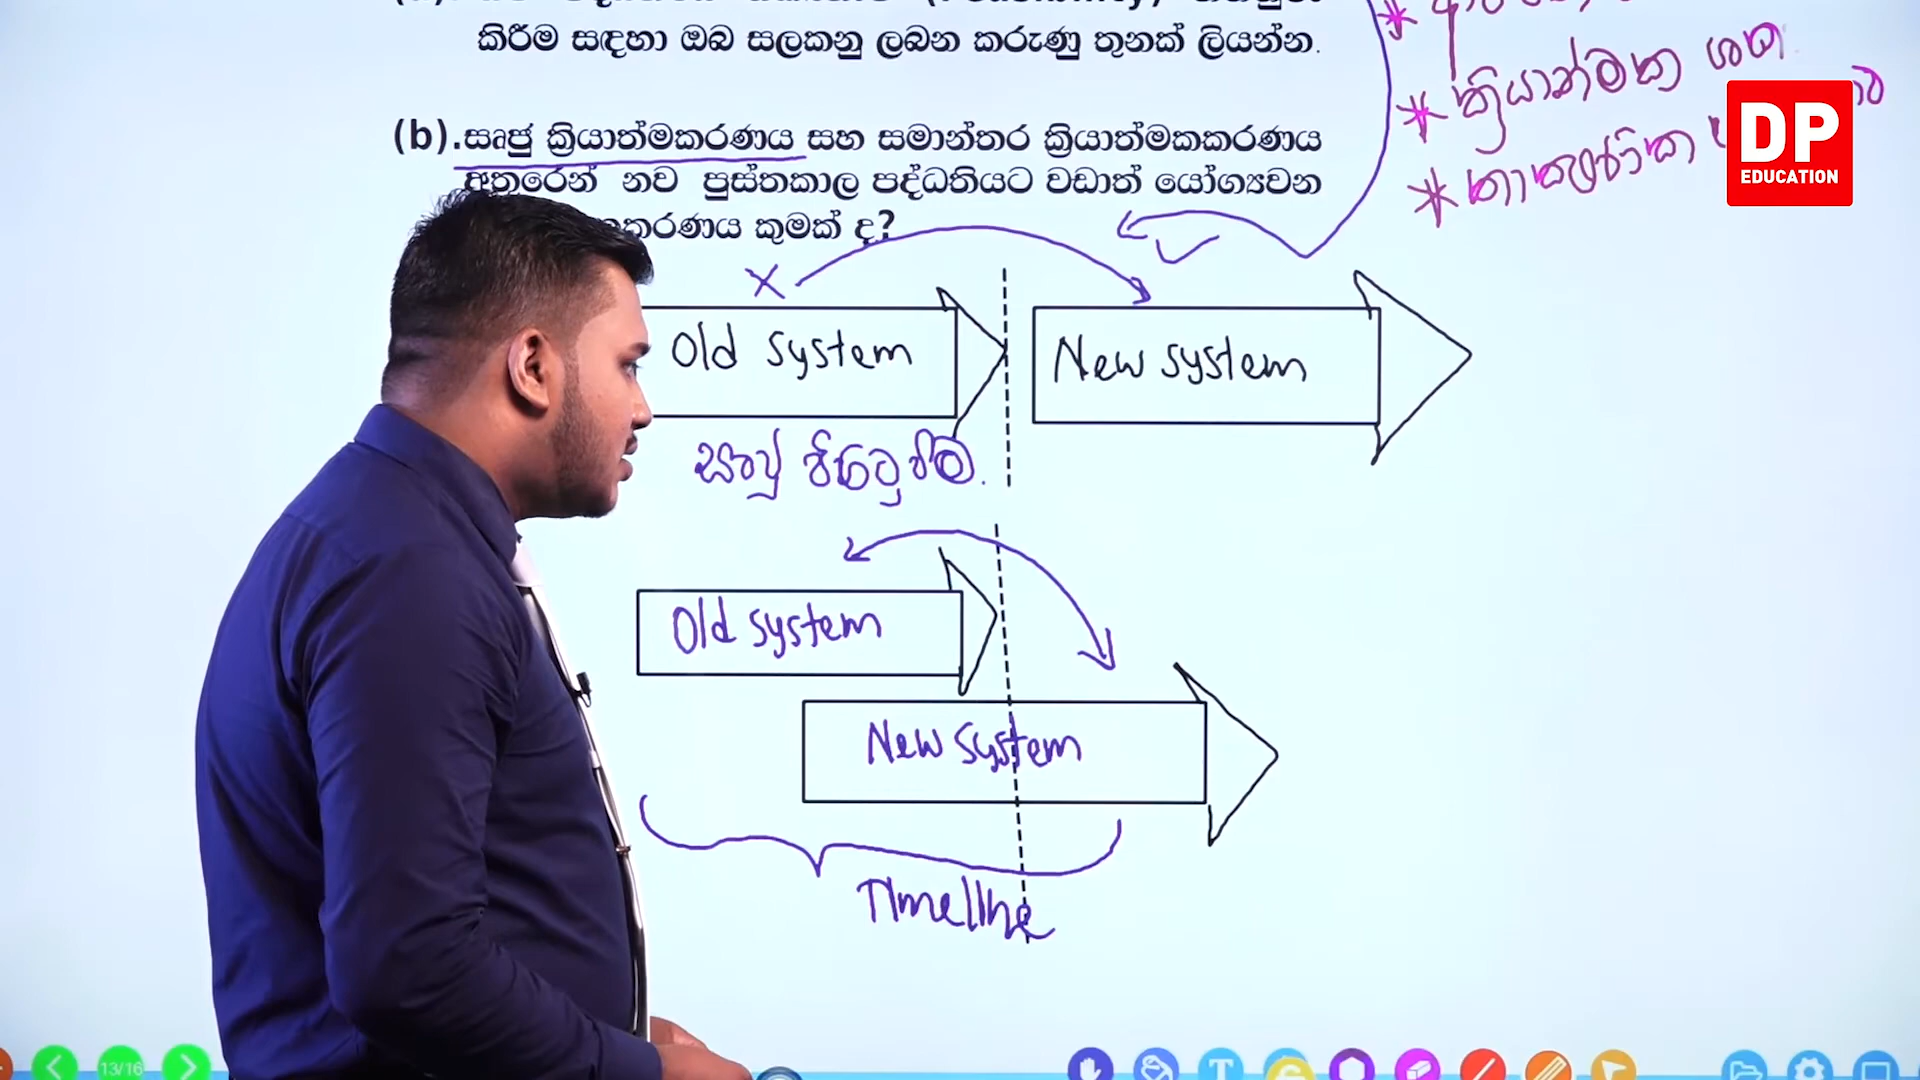 කිරීම සඳහා ඔබ සලකනු ලබන කරුණු තුනක් ලියන්න.
* ක්‍රියාත්මක
* තාක්ෂණික
DP
EDUCATION
(b).සෘජු ක්‍රියාත්මකරණය සහ සමාන්තර ක්‍රියාත්මකකරණය
අතුරෙන් නව පුස්තකාල පද්ධතියට වඩාත් යෝග්‍යවන
කරණය කුමක් ද?
X
Old system
New system
සෘජු පිහිටුවීම.
Old system
New system
Timeline
13/16